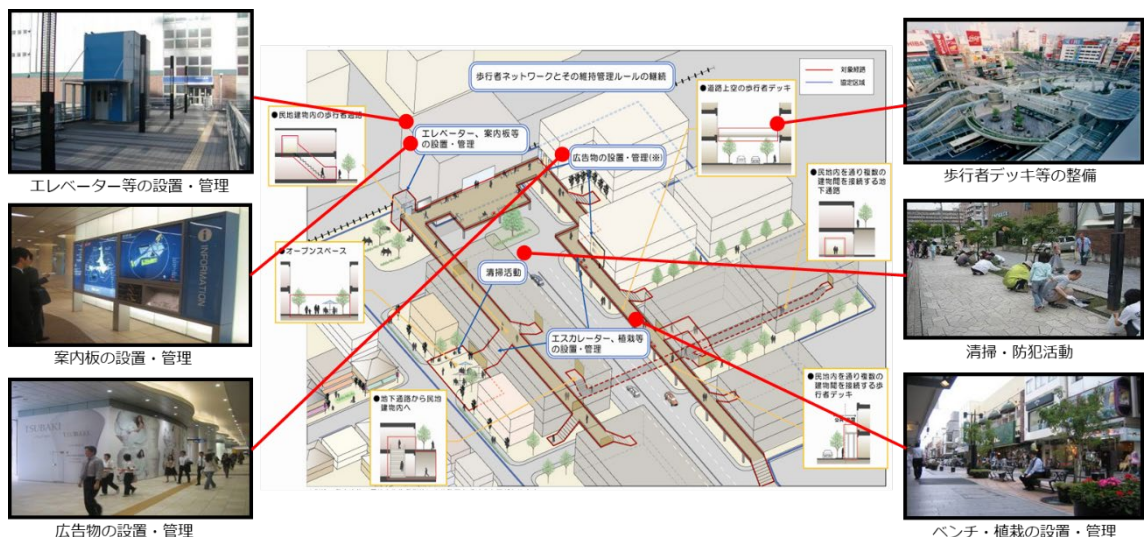 エレベーター等の設置・管理
INFORMATION
案内板の設置・管理
TSUBAKI
広告物の設置・管理
歩行者ネットワークとその維持管理ルールの継続
対象経路
協定区域
●民地建物内の歩行者通路
エレベーター、案内板等
の設置・管理
広告物の設置・管理(※)
●道路上空の歩行者デッキ
●民地内を通り複数の
建物間を接続する地
下通路
●オープンスペース
清掃活動
エスカレーター、植栽等
の設置・管理
●地下通路から民地
建物内へ
●民地内を通り複数の
建物間を接続する歩
行者デッキ
歩行者デッキ等の整備
清掃・防犯活動
ベンチ・植栽の設置・管理